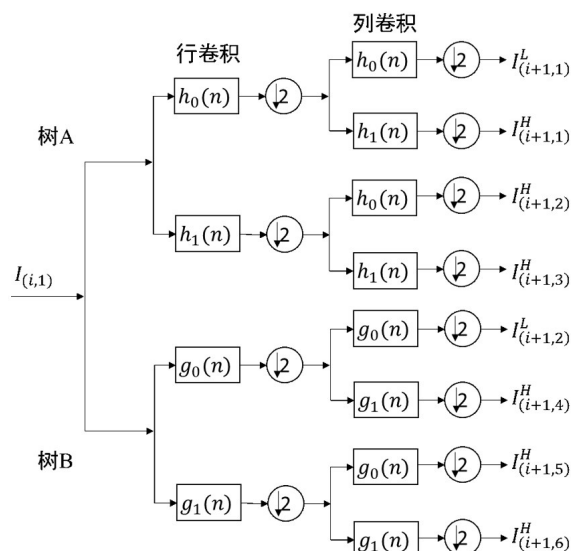 行卷积
列卷积
h₀(n) ↓2 h₀(n) ↓2 I^L_(i+1,1)
h₁(n) ↓2 I^H_(i+1,1)
树A
h₁(n) ↓2 h₀(n) ↓2 I^H_(i+1,2)
h₁(n) ↓2 I^H_(i+1,3)
I_(i,1)
g₀(n) ↓2 g₀(n) ↓2 I^L_(i+1,2)
g₁(n) ↓2 I^H_(i+1,4)
树B
g₁(n) ↓2 g₀(n) ↓2 I^H_(i+1,5)
g₁(n) ↓2 I^H_(i+1,6)